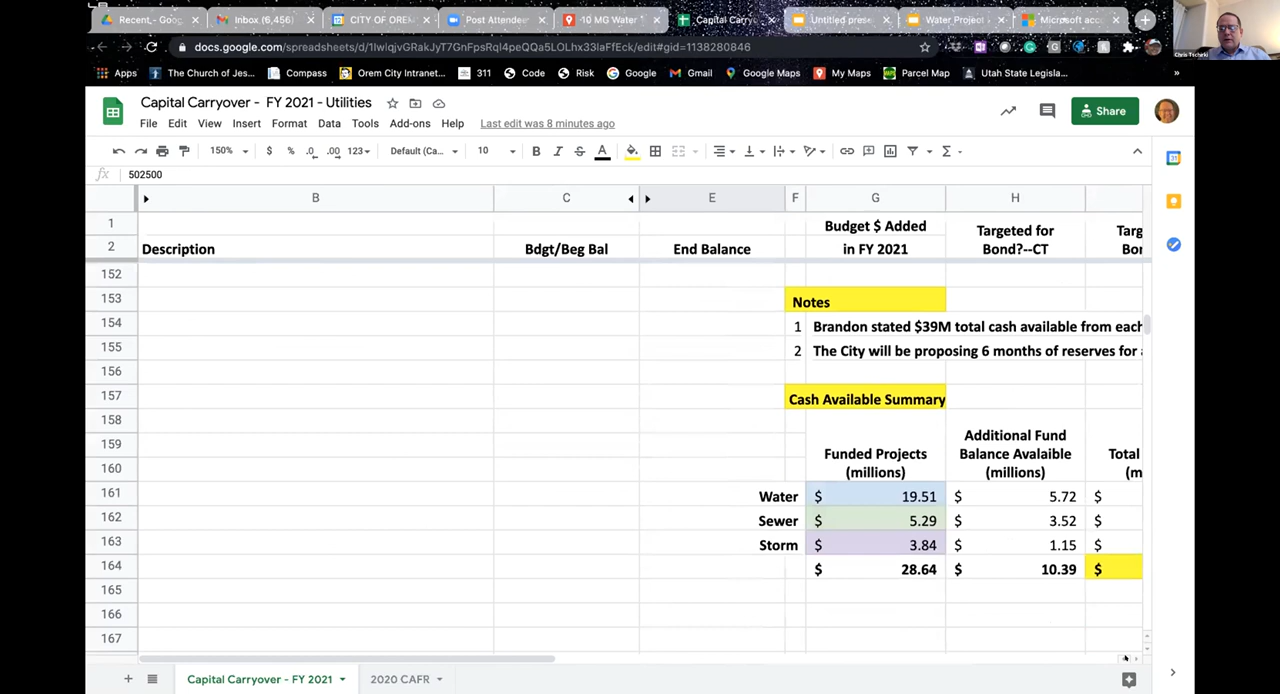 Recent - Goog
Inbox (6,456)
CITY OF OREM
Post Attendee
10 MG Water
Capital Carryo
Untitled prese
Water Project
Microsoft acc
docs.google.com/spreadsheets/d/1lwlqjvGRakJyT7GnFpsRql4peQQa5LOLhx33laFfEck/edit#gid=1138280846
Chris Tschirki
Apps
The Church of Jes...
Compass
Orem City Intranet...
311
Code
Risk
Google
Gmail
Google Maps
My Maps
Parcel Map
Utah State Legisla...
»
Capital Carryover - FY 2021 - Utilities
File Edit View Insert Format Data Tools Add-ons Help Last edit was 8 minutes ago
Share
150% $ % .0 .00 123 Default (Ca... 10 B I S A
fx 502500
B C E F G H
1 Budget $ Added Targeted for Targ
2 Description Bdgt/Beg Bal End Balance in FY 2021 Bond?--CT Bon
152
153 Notes
154 1 Brandon stated $39M total cash available from each
155 2 The City will be proposing 6 months of reserves for a
156
157 Cash Available Summary
158
159 Additional Fund
Funded Projects Balance Avalaible Total
160 (millions) (millions) (m
161 Water $ 19.51 $ 5.72 $
162 Sewer $ 5.29 $ 3.52 $
163 Storm $ 3.84 $ 1.15 $
164 $ 28.64 $ 10.39 $
165
166
167
+ Capital Carryover - FY 2021 2020 CAFR